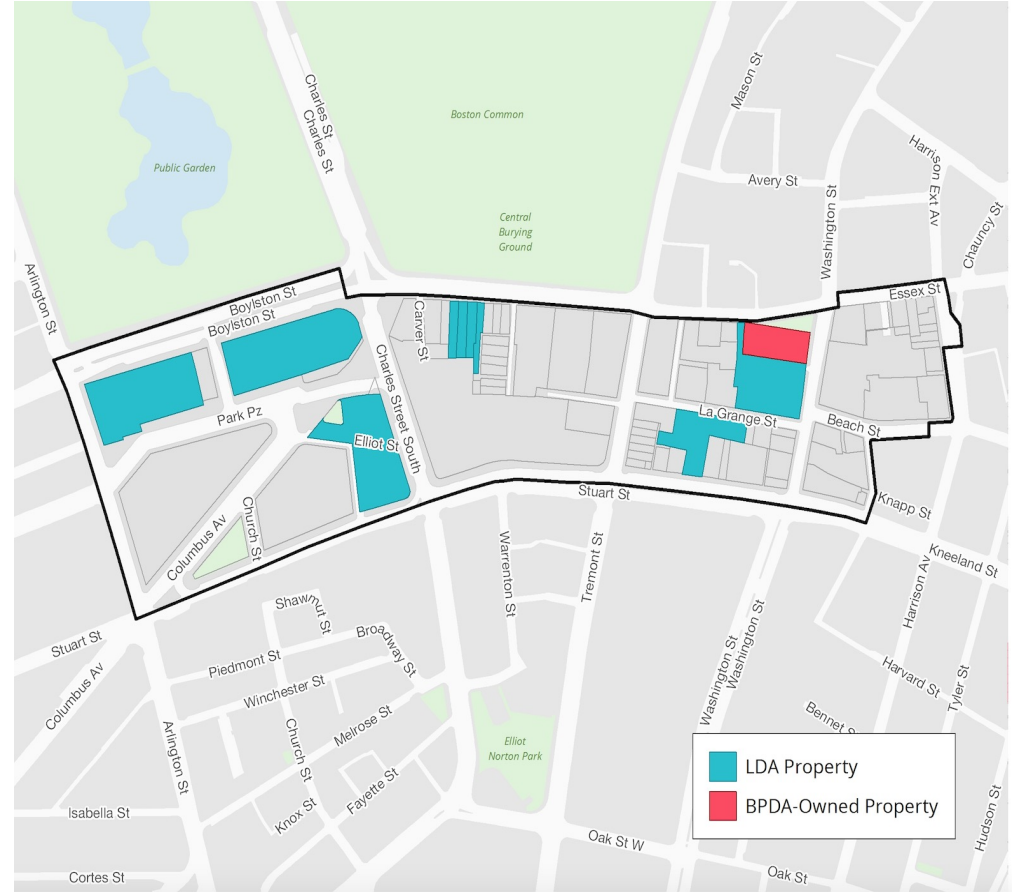 Charles St
Charles St
Mason St
Boston Common
Public Garden
Harrison Ext Av
Avery St
Central
Burying
Ground
Washington St
Chauncy St
Arlington St
Essex St
Boylston St
Boylston St
Carver St
Charles Street South
Park Pz
La Grange St
Beach St
Elliot St
Stuart St
Knapp St
Church St
Columbus Av
Kneeland St
Warrenton St
Tremont St
Harrison Av
Shawmut St
Washington St
Washington St
Stuart St
Broadway St
Piedmont St
Harvard St
Tyler St
Columbus Av
Winchester St
Melrose St
Bennet S
Arlington St
Church St
Elliot
Norton Park
LDA Property
BPDA-Owned Property
Fayette St
Knox St
Isabella St
Hudson St
Oak St W
Oak St
Cortes St